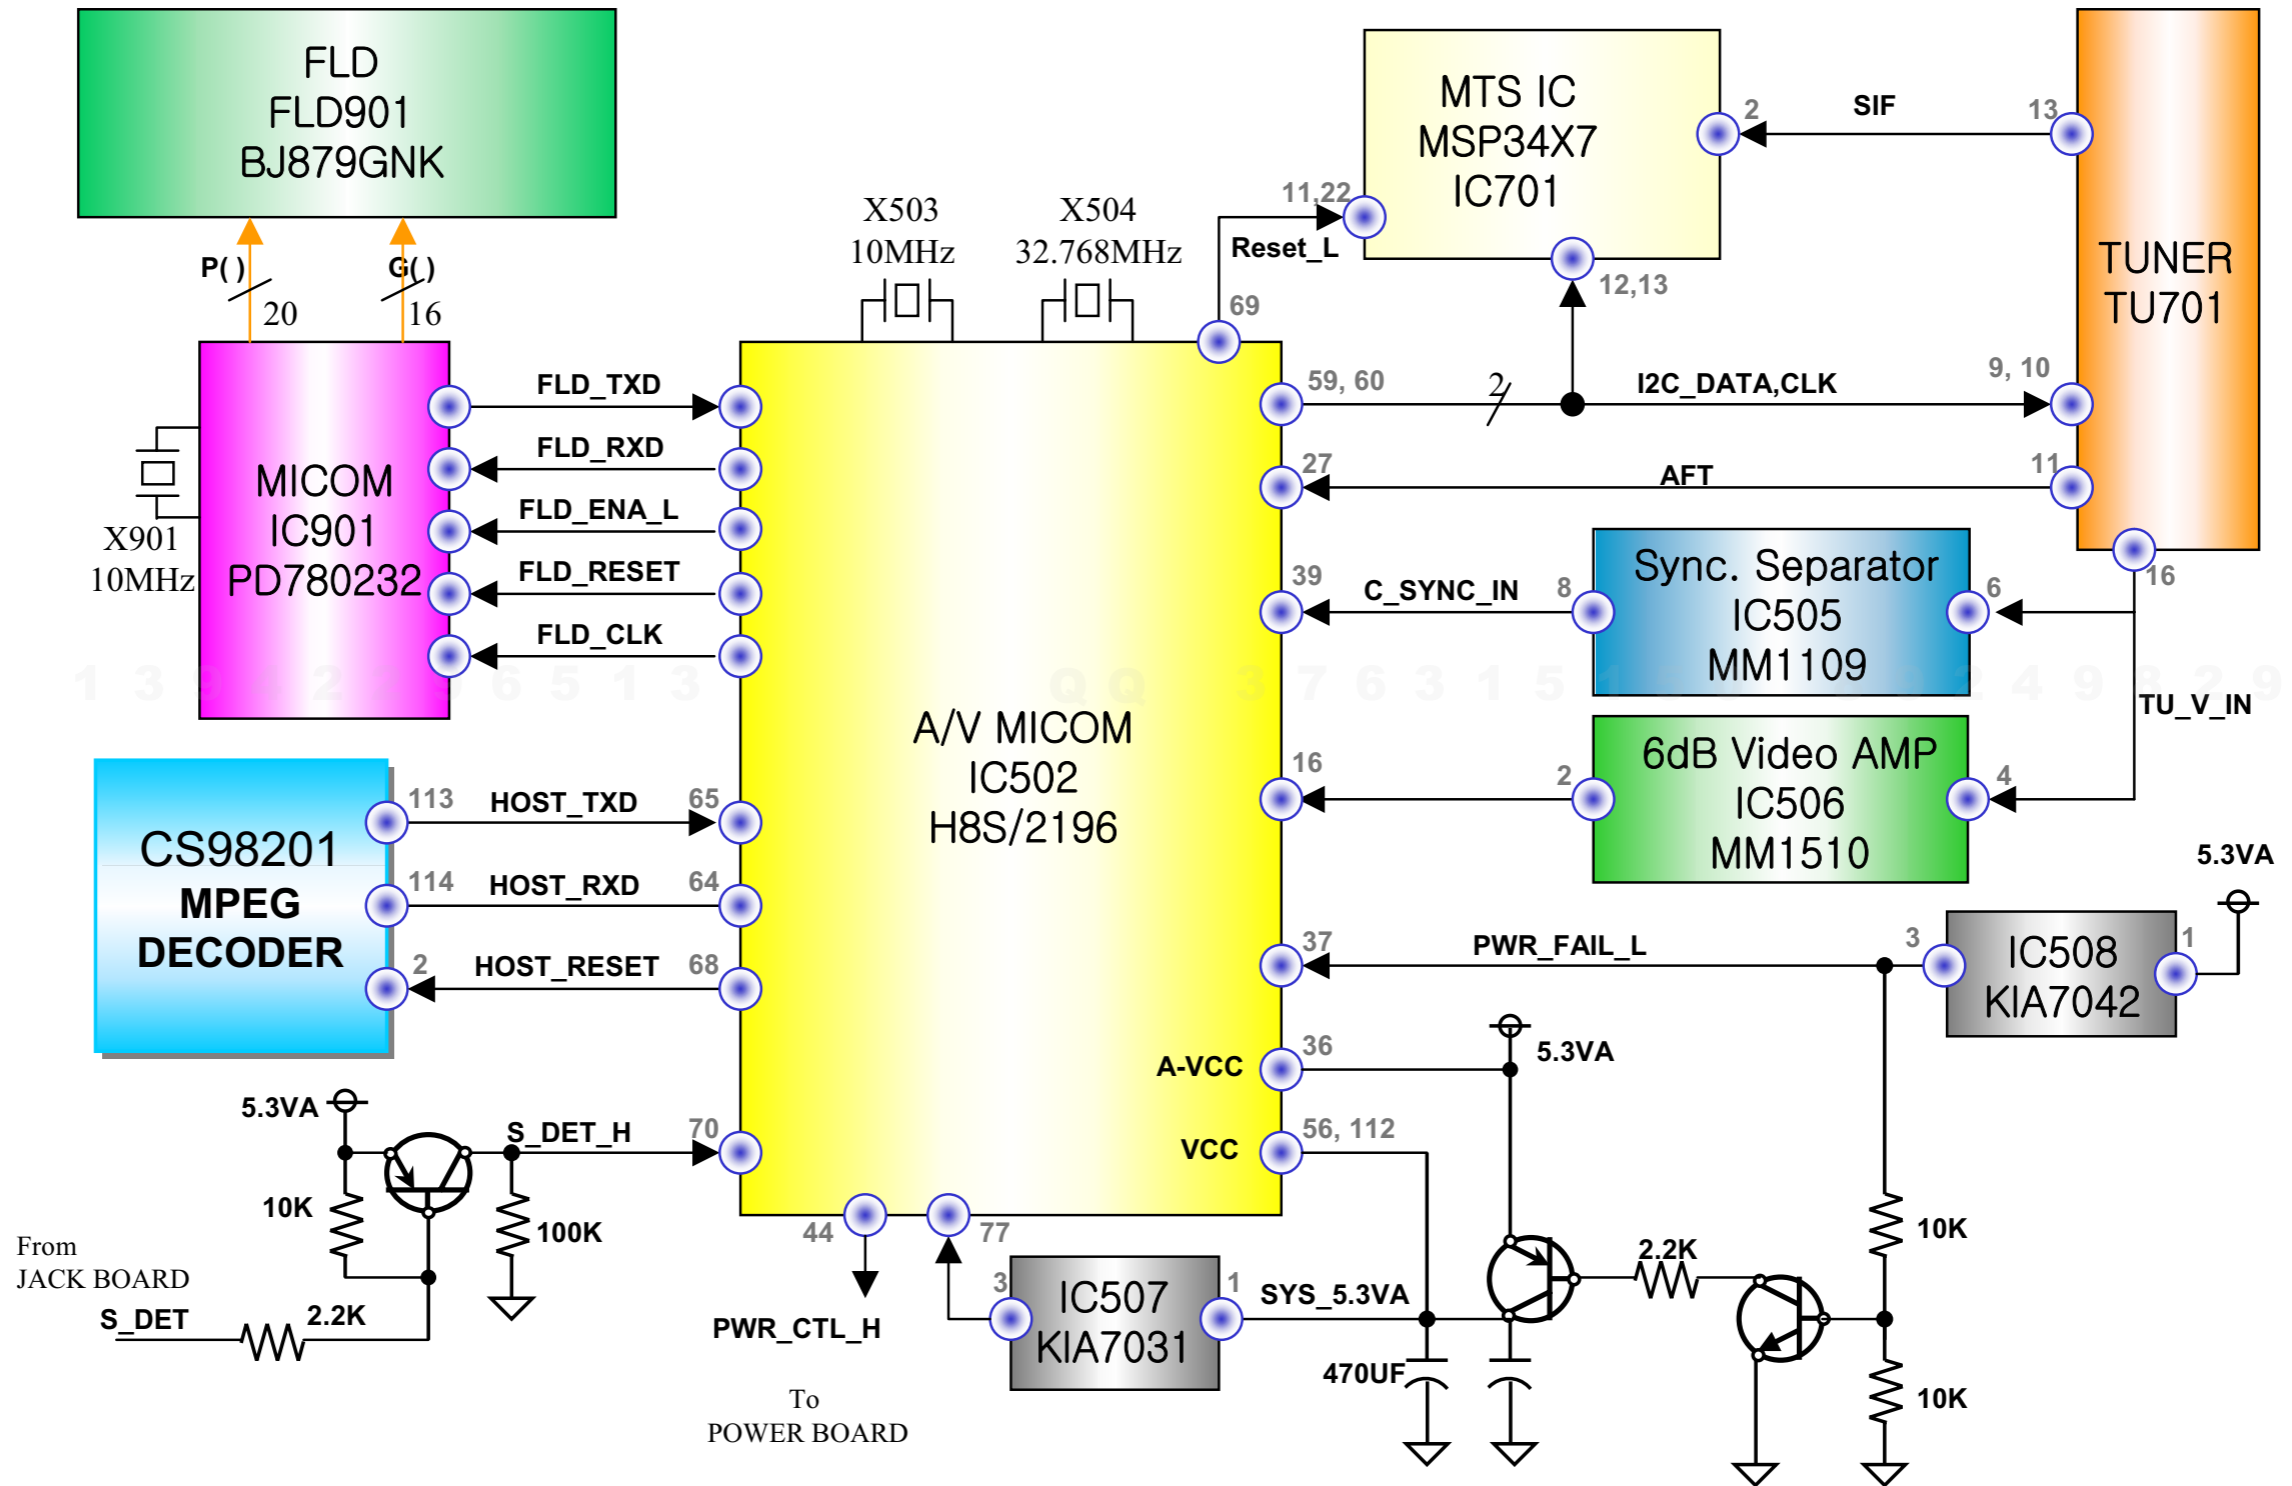 FLD
FLD901
BJ879GNK
P( )
G( )
20
16
X503
10MHz
X504
32.768MHz
MTS IC
MSP34X7
IC701
2
SIF
13
11,22
Reset_L
12,13
69
TUNER
TU701
MICOM
IC901
PD780232
X901
10MHz
FLD_TXD
FLD_RXD
FLD_ENA_L
FLD_RESET
FLD_CLK
59, 60
2
I2C_DATA,CLK
9, 10
27
AFT
11
39
C_SYNC_IN
8
Sync. Separator
IC505
MM1109
6
16
TU_V_IN
A/V MICOM
IC502
H8S/2196
16
2
6dB Video AMP
IC506
MM1510
4
CS98201
MPEG
DECODER
113
HOST_TXD
65
114
HOST_RXD
64
2
HOST_RESET
68
5.3VA
37
PWR_FAIL_L
3
IC508
KIA7042
1
A-VCC
36
5.3VA
VCC
56, 112
5.3VA
S_DET_H
70
10K
100K
From
JACK BOARD
S_DET
2.2K
44
77
PWR_CTL_H
To
POWER BOARD
3
IC507
KIA7031
1
SYS_5.3VA
470UF
2.2K
10K
10K